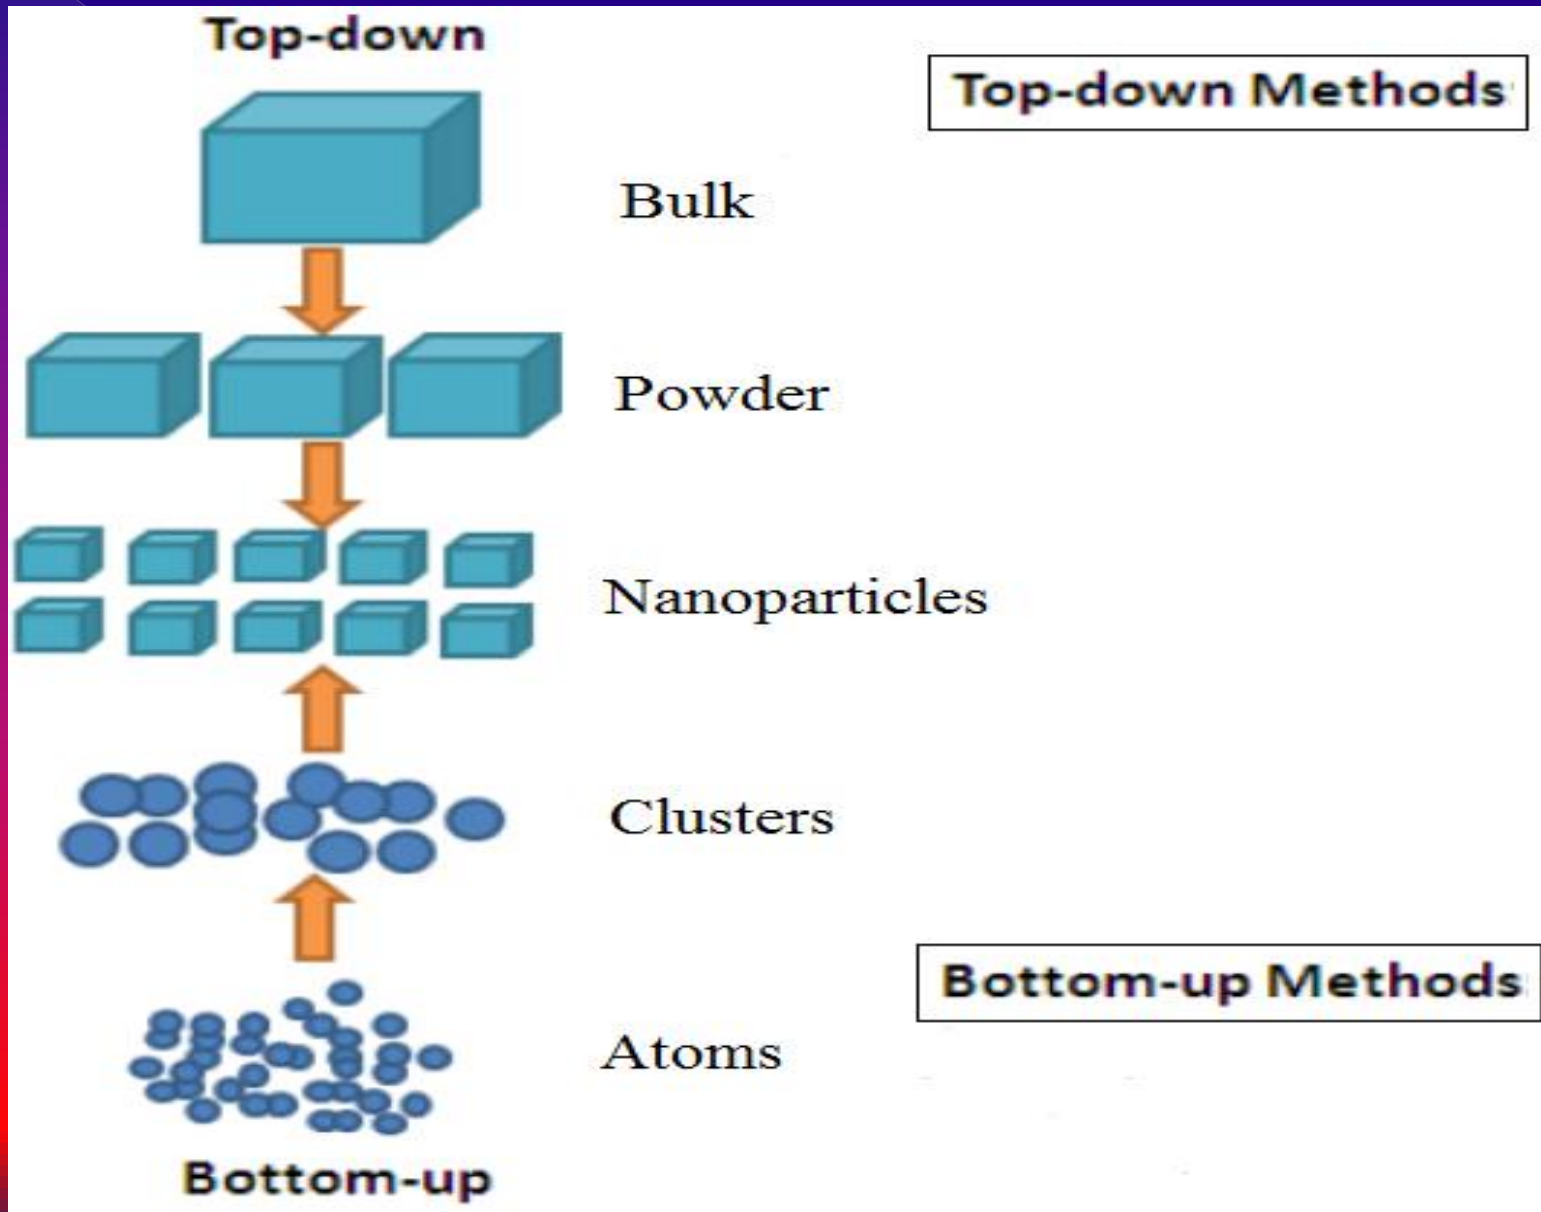 Top-down
Top-down Methods
Bulk
Powder
Nanoparticles
Clusters
Bottom-up Methods
Atoms
Bottom-up